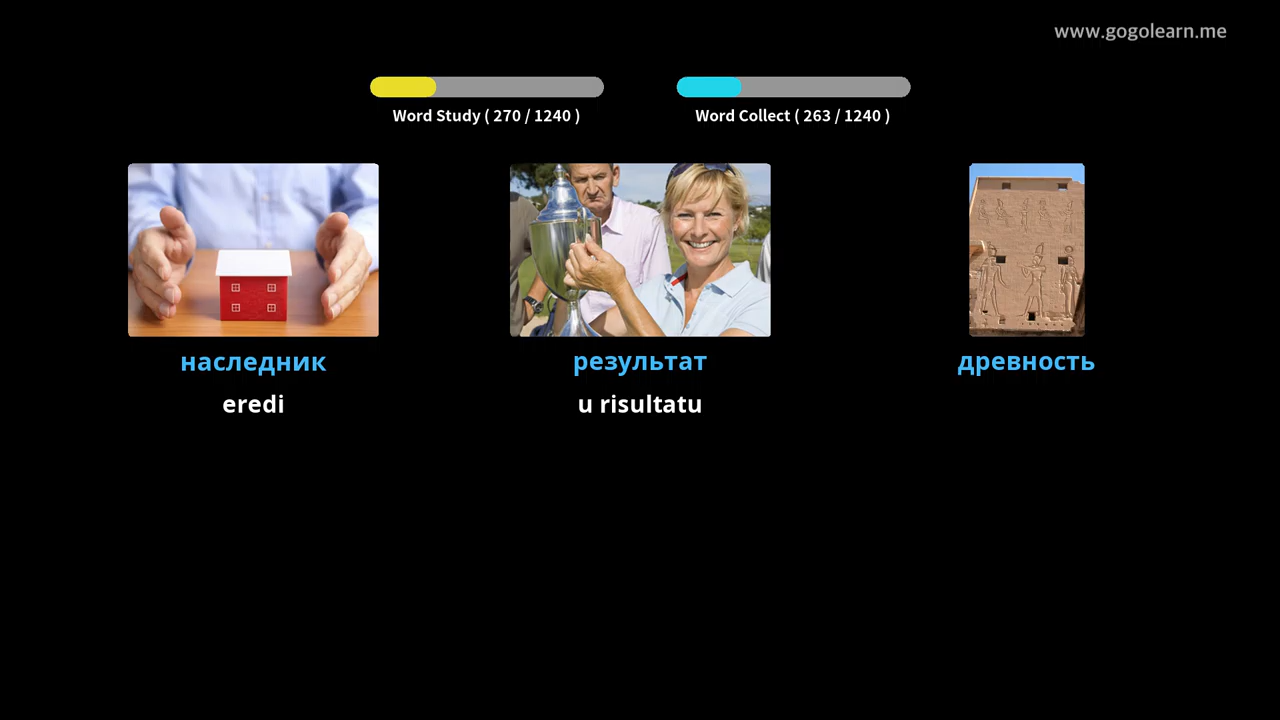 www.gogolearn.me
Word Study ( 270 / 1240 )
Word Collect ( 263 / 1240 )
наследник
результат
древность
eredi
u risultatu